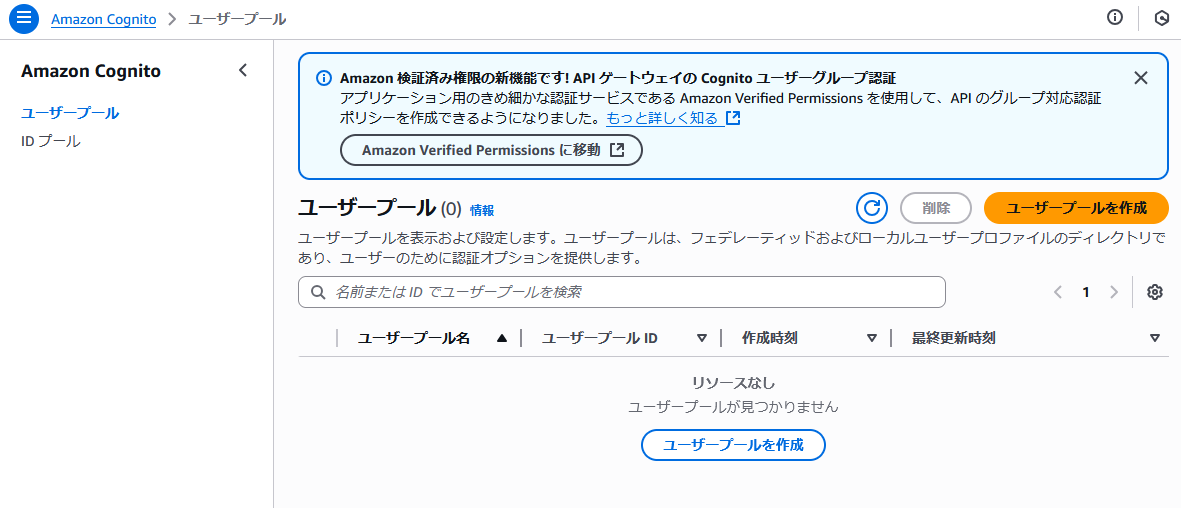 Amazon Cognito > ユーザープール
Amazon Cognito
ユーザープール
ID プール
Amazon 検証済み権限の新機能です! API ゲートウェイの Cognito ユーザーグループ認証
アプリケーション用のきめ細かな認証サービスである Amazon Verified Permissions を使用して、API のグループ対応認証
ポリシーを作成できるようになりました。もっと詳しく知る
Amazon Verified Permissions に移動
ユーザープール (0) 情報
削除
ユーザープールを作成
ユーザープールを表示および設定します。ユーザープールは、フェデレーティッドおよびローカルユーザープロファイルのディレクトリで
あり、ユーザーのために認証オプションを提供します。
名前または ID でユーザープールを検索
1
ユーザープール名 ユーザープール ID 作成時刻 最終更新時刻
リソースなし
ユーザープールが見つかりません
ユーザープールを作成